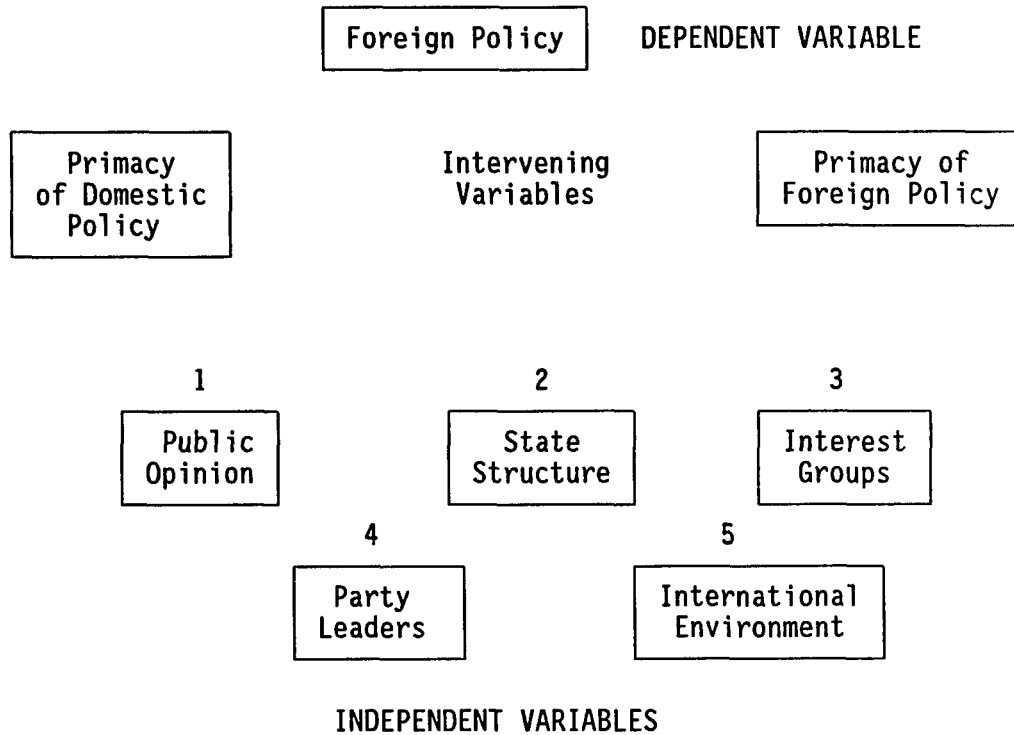 Foreign Policy DEPENDENT VARIABLE
Primacy
of Domestic
Policy
Intervening
Variables
Primacy of
Foreign Policy
1
Public
Opinion
2
State
Structure
3
Interest
Groups
4
Party
Leaders
5
International
Environment
INDEPENDENT VARIABLES